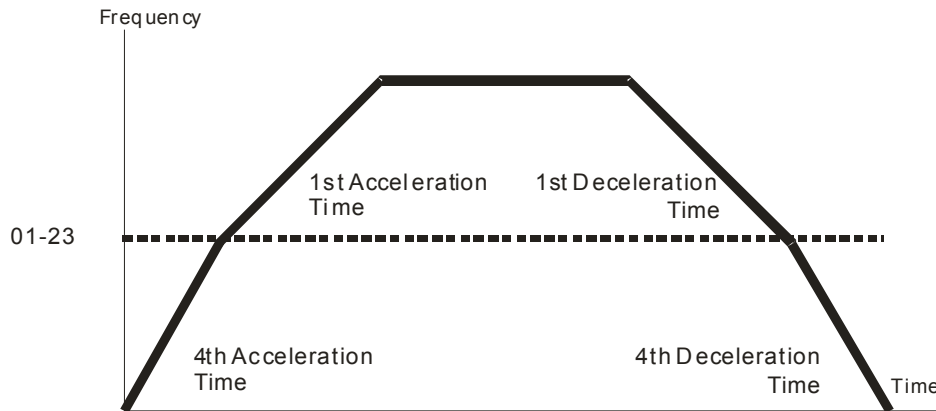 Frequency
1st Acceleration
Time
1st Deceleration
Time
01-23
4th Acceleration
Time
4th Deceleration
Time
Time